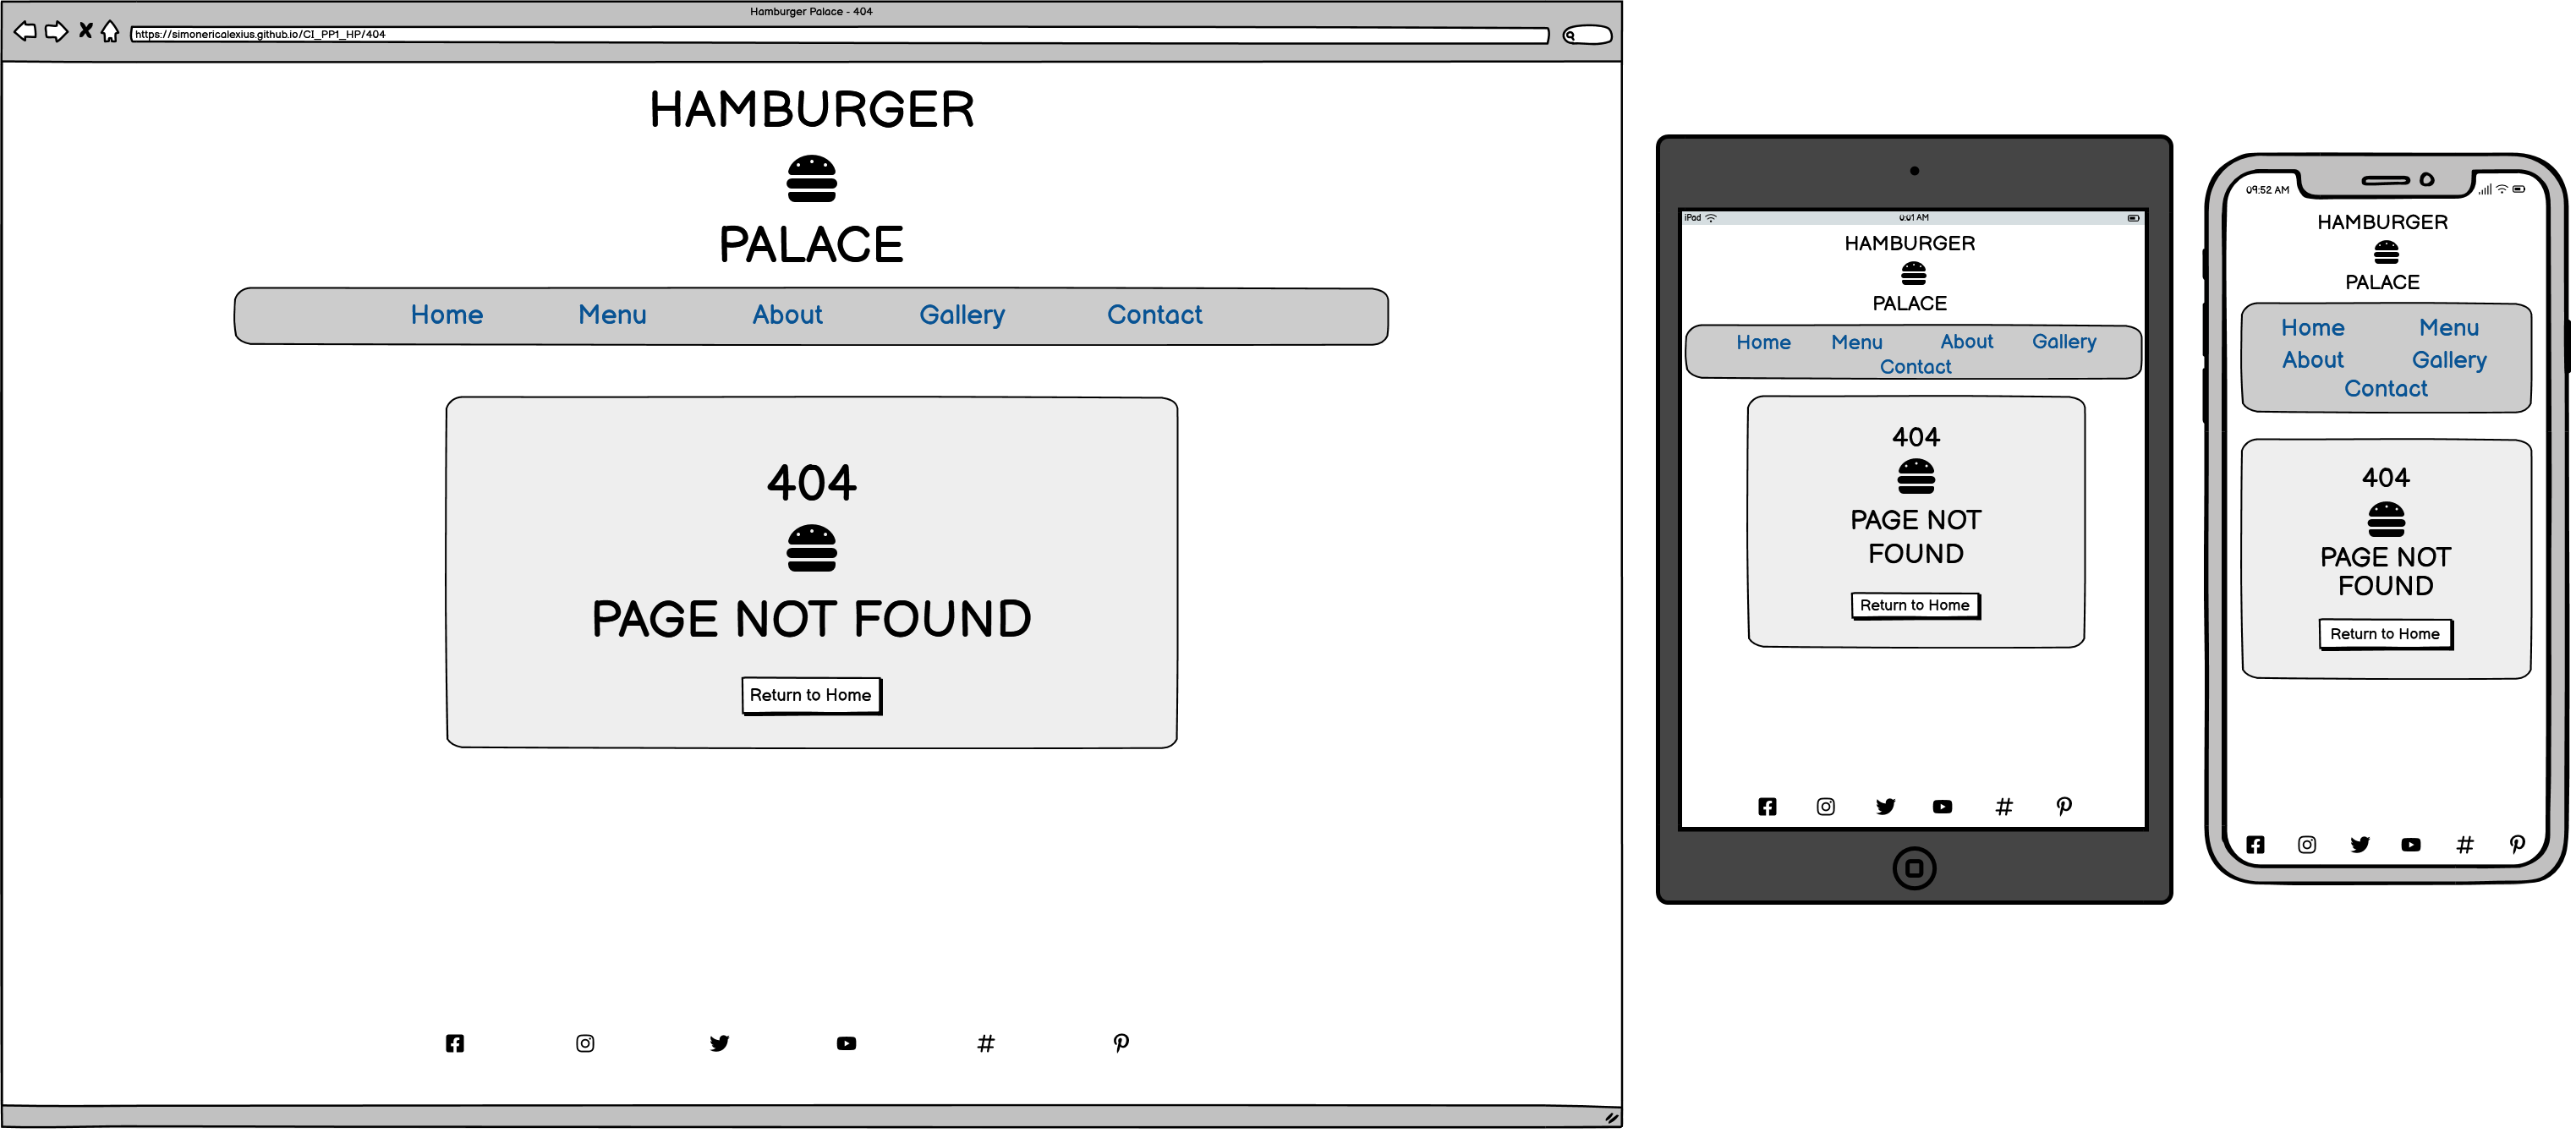 Hamburger Palace - 404
https://simonericalexius.github.io/CI_PP1_HP/404
HAMBURGER
PALACE
Home Menu About Gallery Contact
404
PAGE NOT FOUND
Return to Home
iPad 0:01 AM
HAMBURGER
PALACE
Home Menu About Gallery
Contact
404
PAGE NOT
FOUND
Return to Home
09:52 AM
HAMBURGER
PALACE
Home Menu
About Gallery
Contact
404
PAGE NOT
FOUND
Return to Home